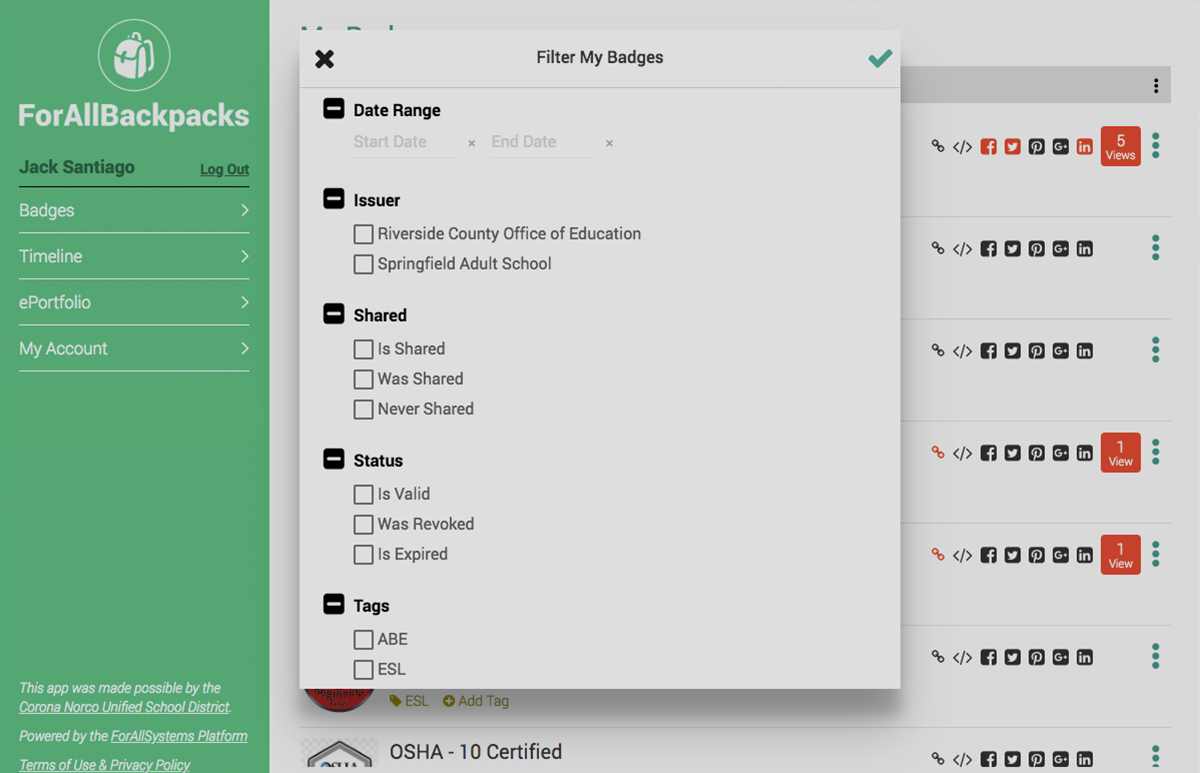 ForAllBackpacks
Jack Santiago
Log Out
Badges
Timeline
ePortfolio
My Account
This app was made possible by the
Corona Norco Unified School District.
Powered by the ForAllSystems Platform
Terms of Use & Privacy Policy
Filter My Badges
Date Range
Start Date × End Date ×
Issuer
Riverside County Office of Education
Springfield Adult School
Shared
Is Shared
Was Shared
Never Shared
Status
Is Valid
Was Revoked
Is Expired
Tags
ABE
ESL
5
Views
1
View
1
View
Beginning
ESL Add Tag
OSHA
OSHA - 10 Certified